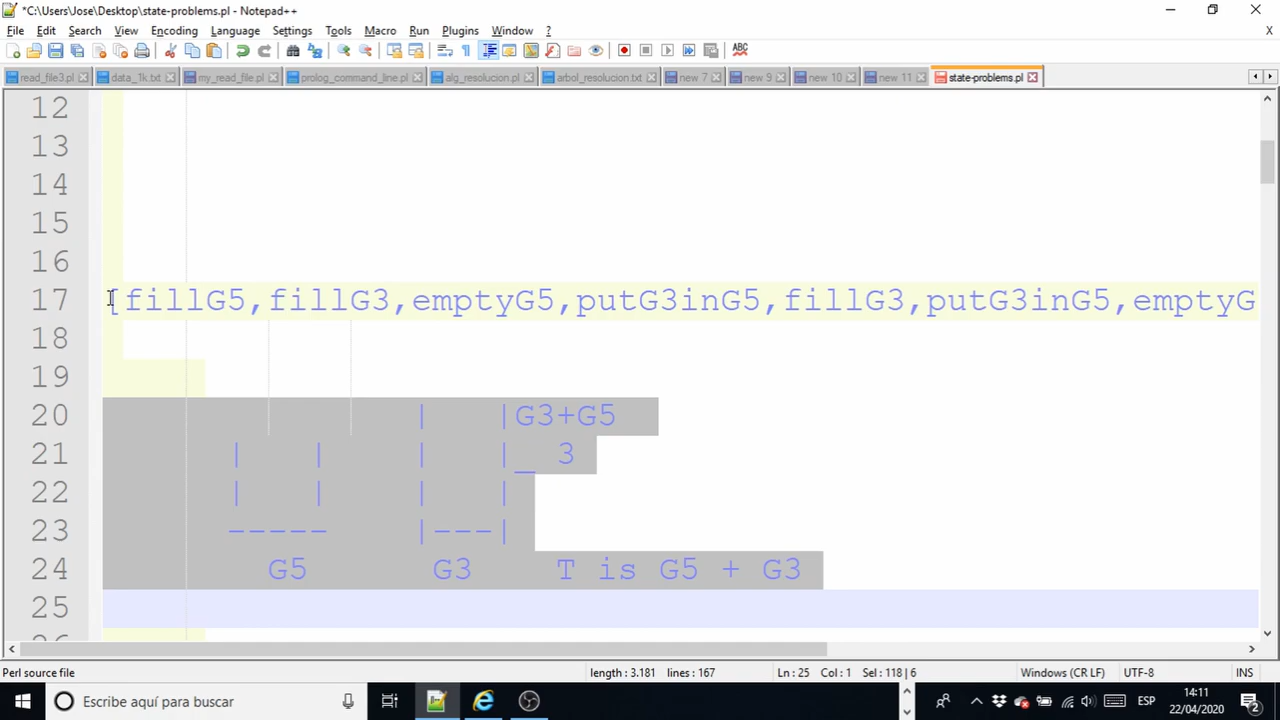 *C:\Users\Jose\Desktop\state-problems.pl - Notepad++
File Edit Search View Encoding Language Settings Tools Macro Run Plugins Window ?
X
read_file3.pl data_1k.txt my_read_file.pl prolog_command_line.pl alg_resolucion.pl arbol_resolucion.txt new 7 new 9 new 10 new 11 state-problems.pl
12
13
14
15
16
17 [fillG5,fillG3,emptyG5,putG3inG5,fillG3,putG3inG5,emptyG
18
19
20 | |G3+G5
21 | | | |_ 3
22 | | | |
23 ----- |---|
24 G5 G3 T is G5 + G3
25
26
Perl source file length : 3.181 lines : 167 Ln : 25 Col : 1 Sel : 118 | 6 Windows (CR LF) UTF-8 INS
Escribe aquí para buscar ESP 14:11
22/04/2020 2